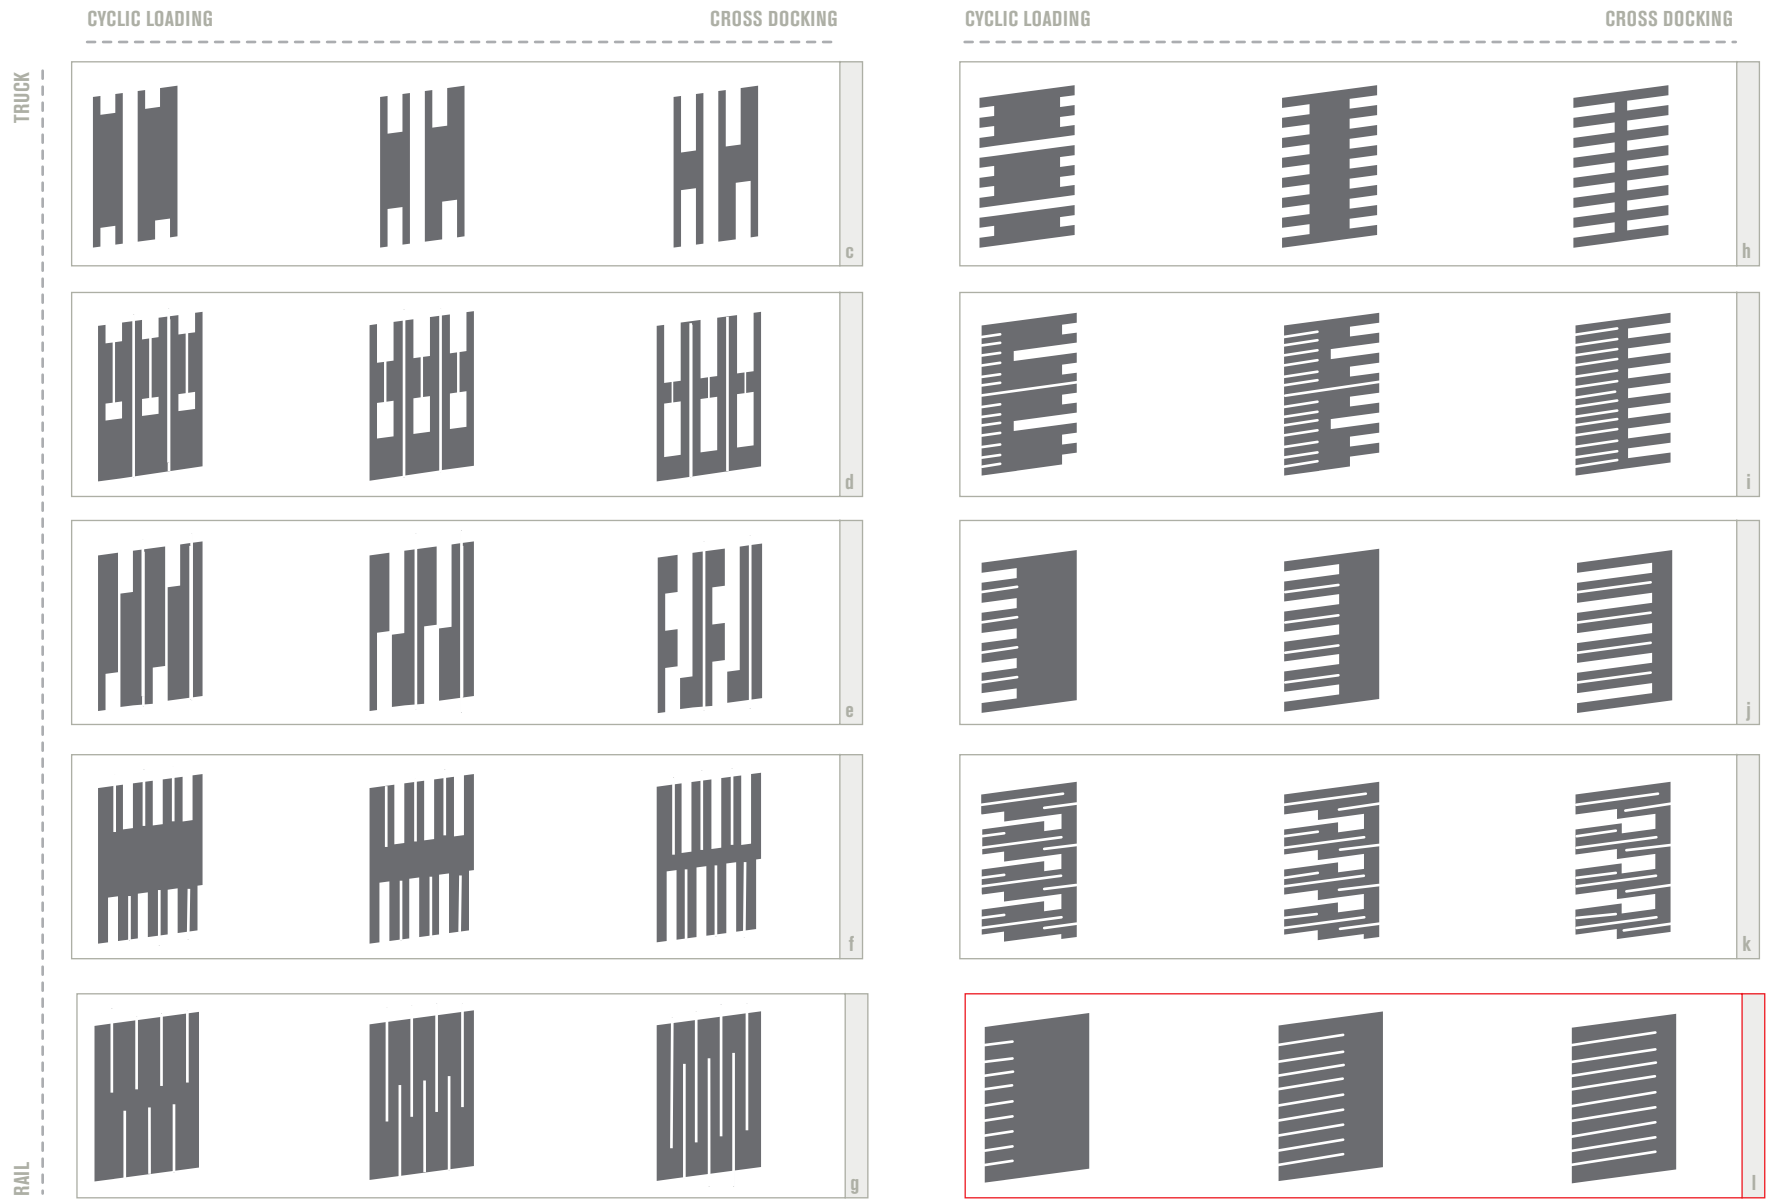 CYCLIC LOADING CROSS DOCKING CYCLIC LOADING CROSS DOCKING
TRUCK
c h
d i
e j
f k
g l
RAIL